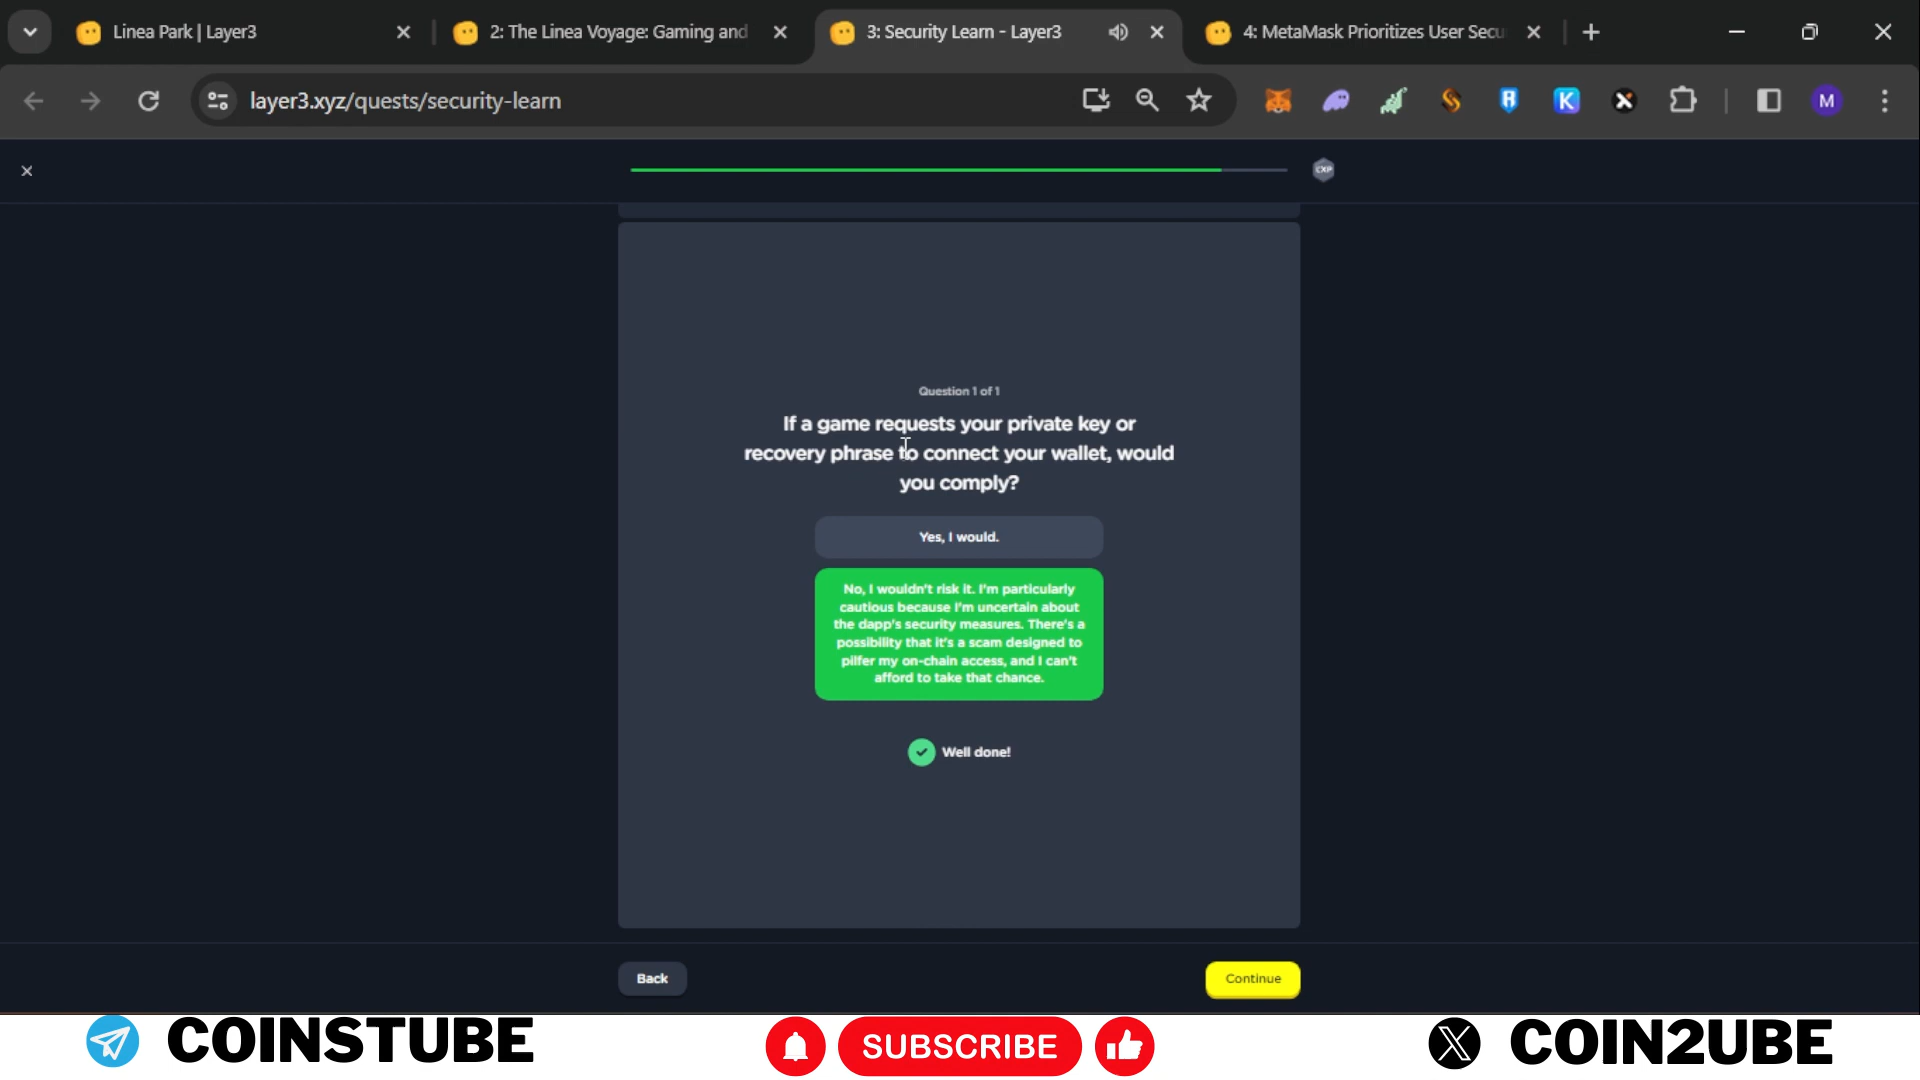 Linea Park | Layer3
2: The Linea Voyage: Gaming and
3: Security Learn - Layer3
4: MetaMask Prioritizes User Secu
layer3.xyz/quests/security-learn
K
M
LXP
Question 1 of 1
If a game requests your private key or
recovery phrase to connect your wallet, would
you comply?
Yes, I would.
No, I wouldn't risk it. I'm particularly
cautious because I'm uncertain about
the dapp's security measures. There's a
possibility that it's a scam designed to
pilfer my on-chain access, and I can't
afford to take that chance.
Well done!
Back
Continue
COINSTUBE
SUBSCRIBE
COIN2UBE